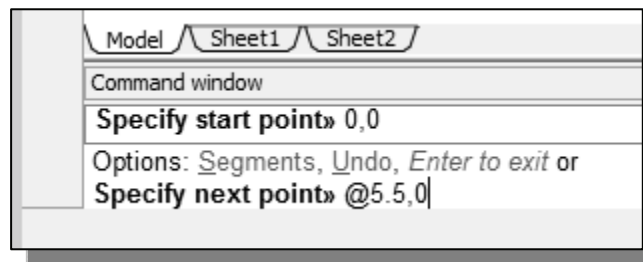 Model Sheet1 Sheet2
Command window
Specify start point» 0,0
Options: Segments, Undo, Enter to exit or
Specify next point» @5.5,0